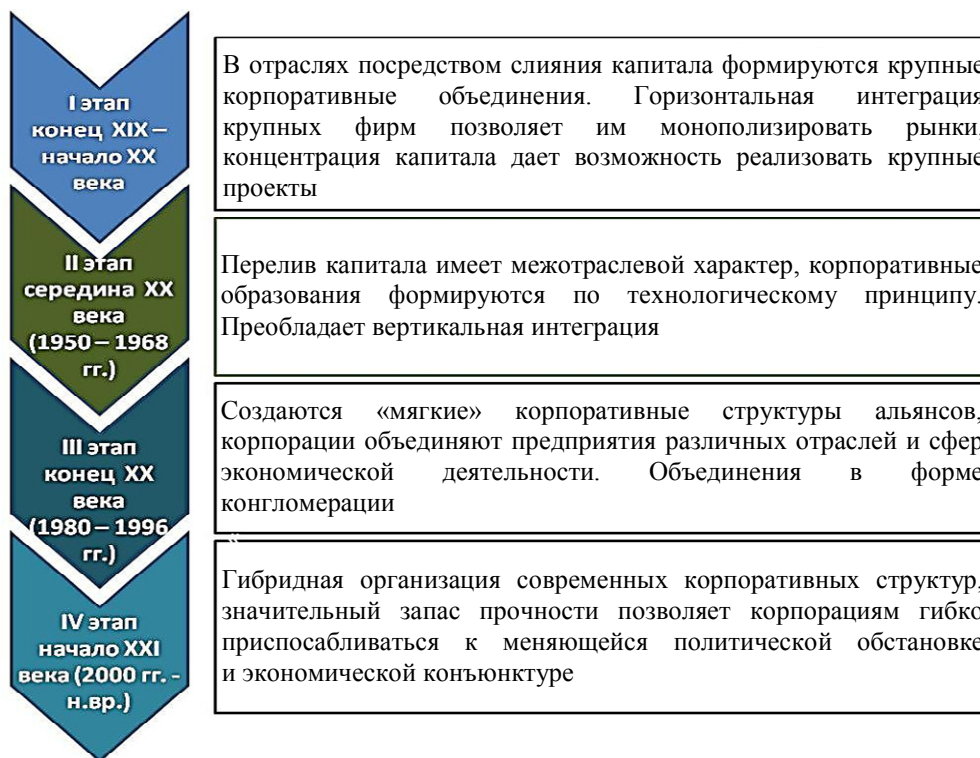 I этап
конец XIX –
начало XX
века
В отраслях посредством слияния капитала формируются крупные
корпоративные объединения. Горизонтальная интеграция
крупных фирм позволяет им монополизировать рынки,
концентрация капитала дает возможность реализовать крупные
проекты
II этап
середина XX
века
(1950 – 1968
гг.)
Перелив капитала имеет межотраслевой характер, корпоративные
образования формируются по технологическому принципу.
Преобладает вертикальная интеграция
III этап
конец XX
века
(1980 – 1996
гг.)
Создаются «мягкие» корпоративные структуры альянсов,
корпорации объединяют предприятия различных отраслей и сфер
экономической деятельности. Объединения в форме
конгломерации
«
IV этап
начало XXI
века (2000 гг. -
н.вр.)
Гибридная организация современных корпоративных структур,
значительный запас прочности позволяет корпорациям гибко
приспосабливаться к меняющейся политической обстановке
и экономической конъюнктуре